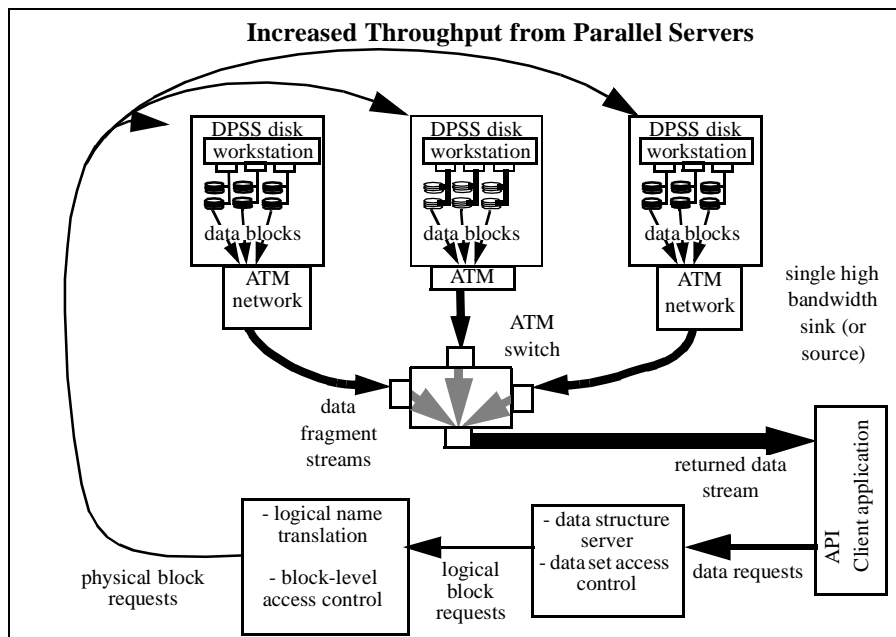 Increased Throughput from Parallel Servers
DPSS disk
workstation
data blocks
ATM
network
DPSS disk
workstation
data blocks
ATM
DPSS disk
workstation
data blocks
ATM
network
single high
bandwidth
sink (or
source)
ATM
switch
data
fragment
streams
returned data
stream
API
Client application
data requests
- data structure
server
- data set access
control
logical
block
requests
- logical name
translation
- block-level
access control
physical block
requests